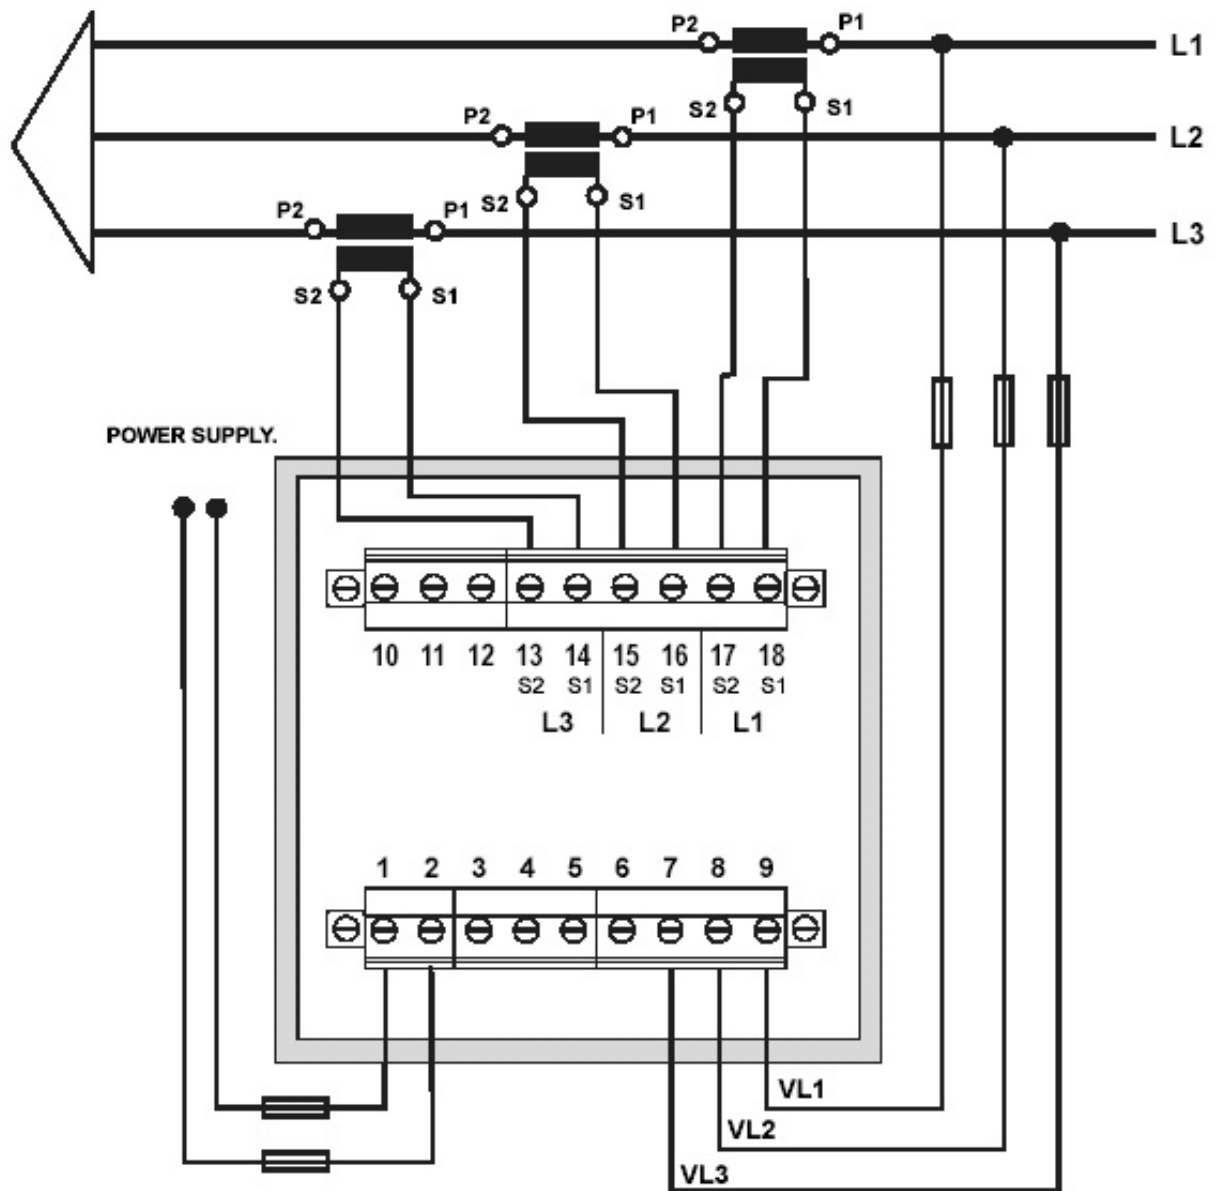 P2 P1 L1
S2 S1
P2 P1 L2
S2 S1
P2 P1 L3
S2 S1
POWER SUPPLY.
10 11 12 13 14 15 16 17 18
S2 S1 S2 S1 S2 S1
L3 L2 L1
1 2 3 4 5 6 7 8 9
VL1
VL2
VL3